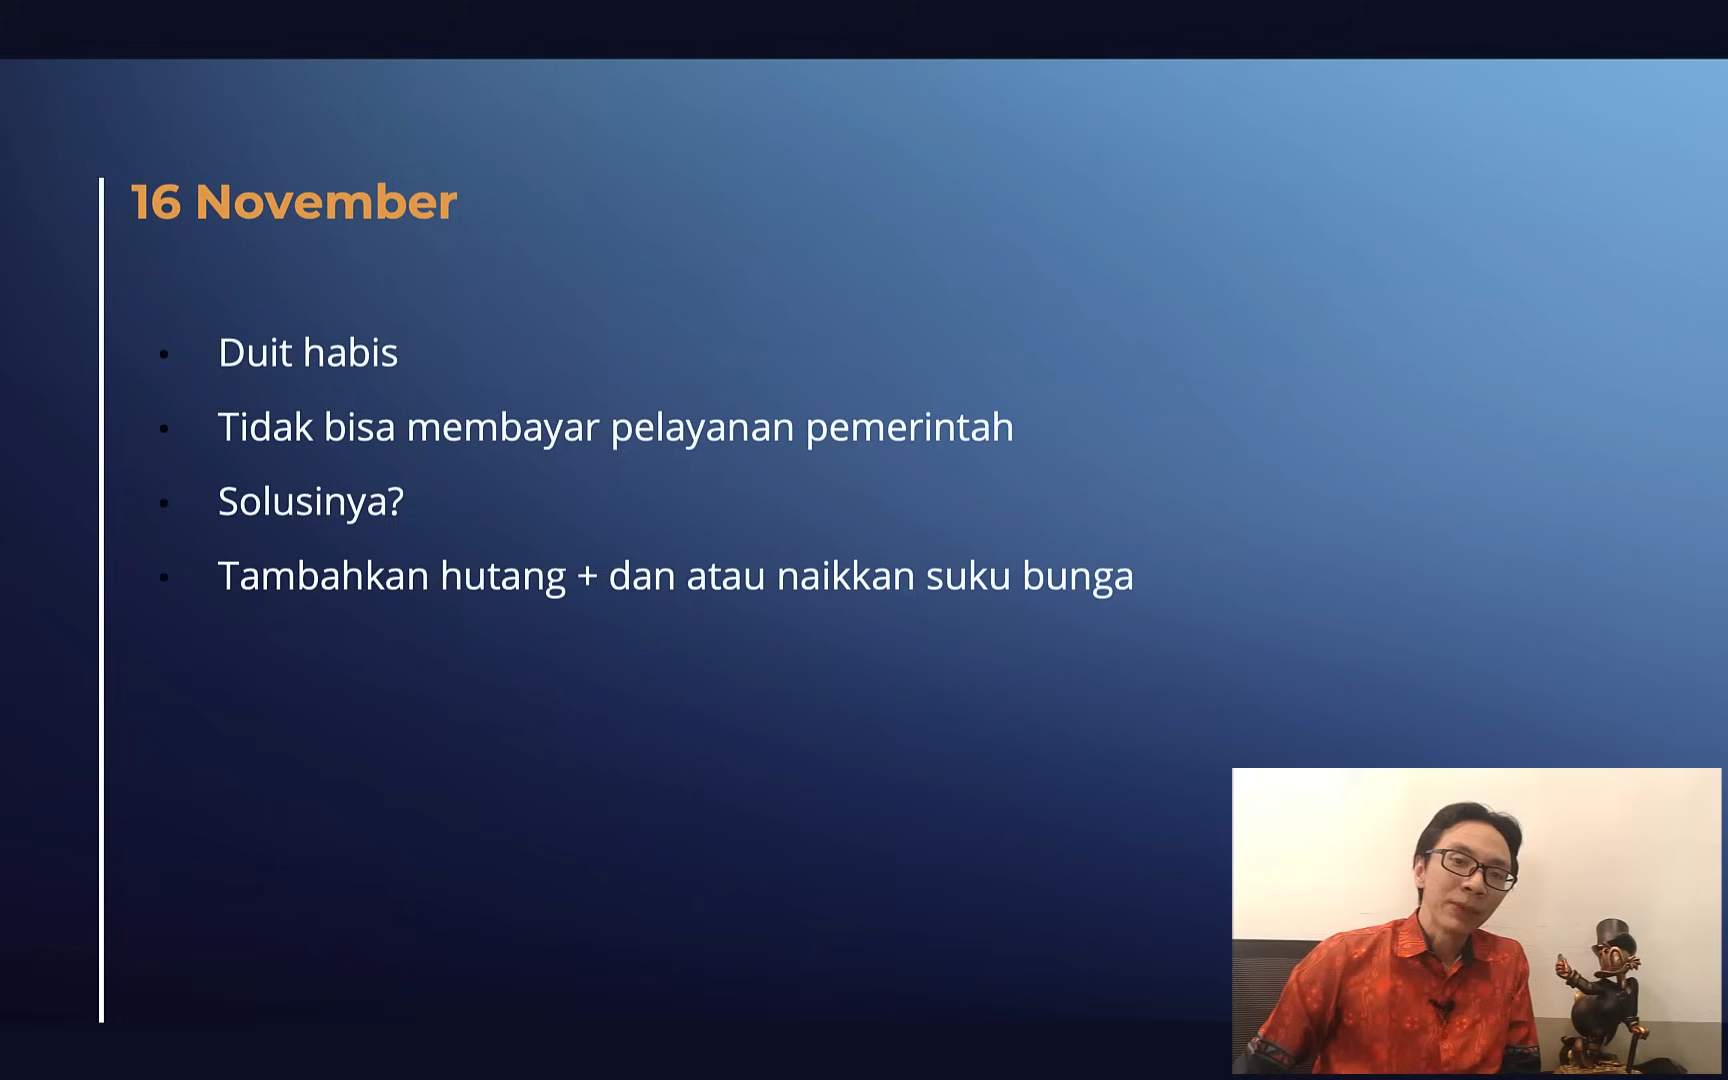 16 November
Duit habis
Tidak bisa membayar pelayanan pemerintah
Solusinya?
Tambahkan hutang + dan atau naikkan suku bunga